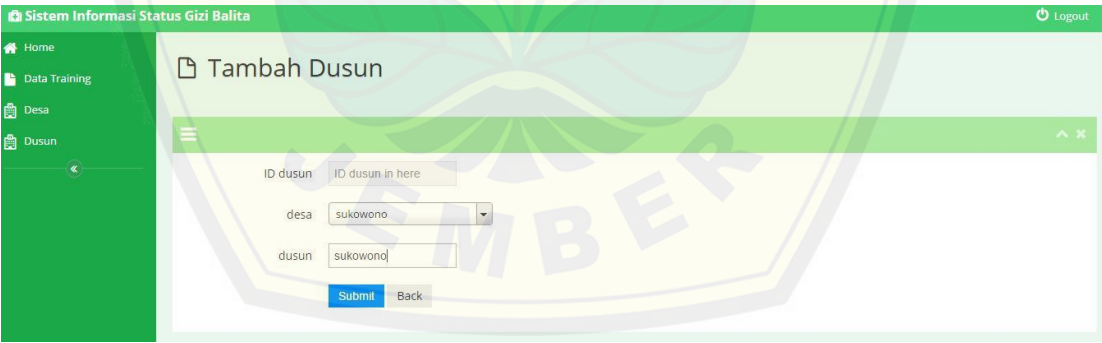 Sistem Informasi Status Gizi Balita
Logout
Home
Data Training
Desa
Dusun
Tambah Dusun
ID dusun ID dusun in here
desa sukowono
dusun sukowono
Submit Back
JEMBER